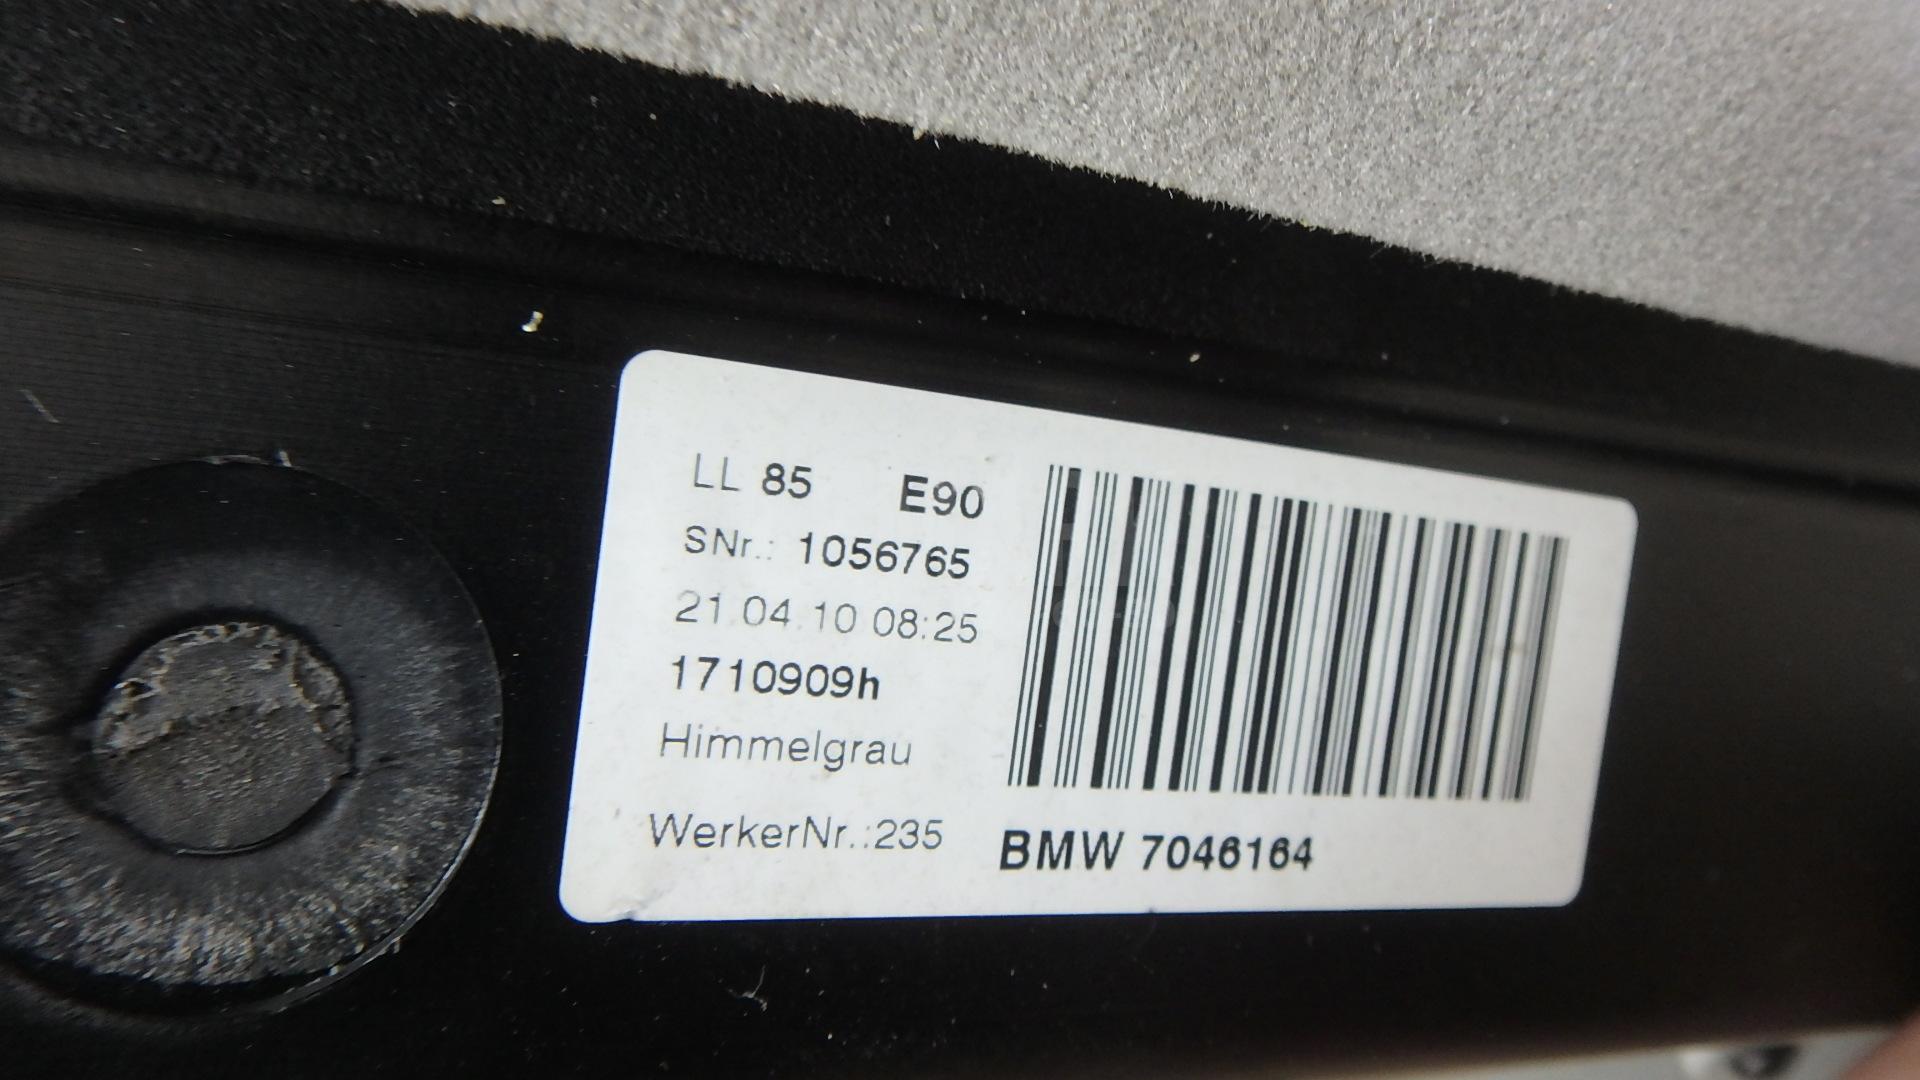 LL 85 E90
SNr.: 1056765
21.04.10 08:25
1710909h
Himmelgrau
WerkerNr.:235 BMW 7046164